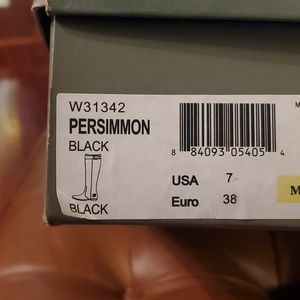 W31342
PERSIMMON
BLACK
8 84093 05405 4
BLACK
USA 7
Euro 38
M